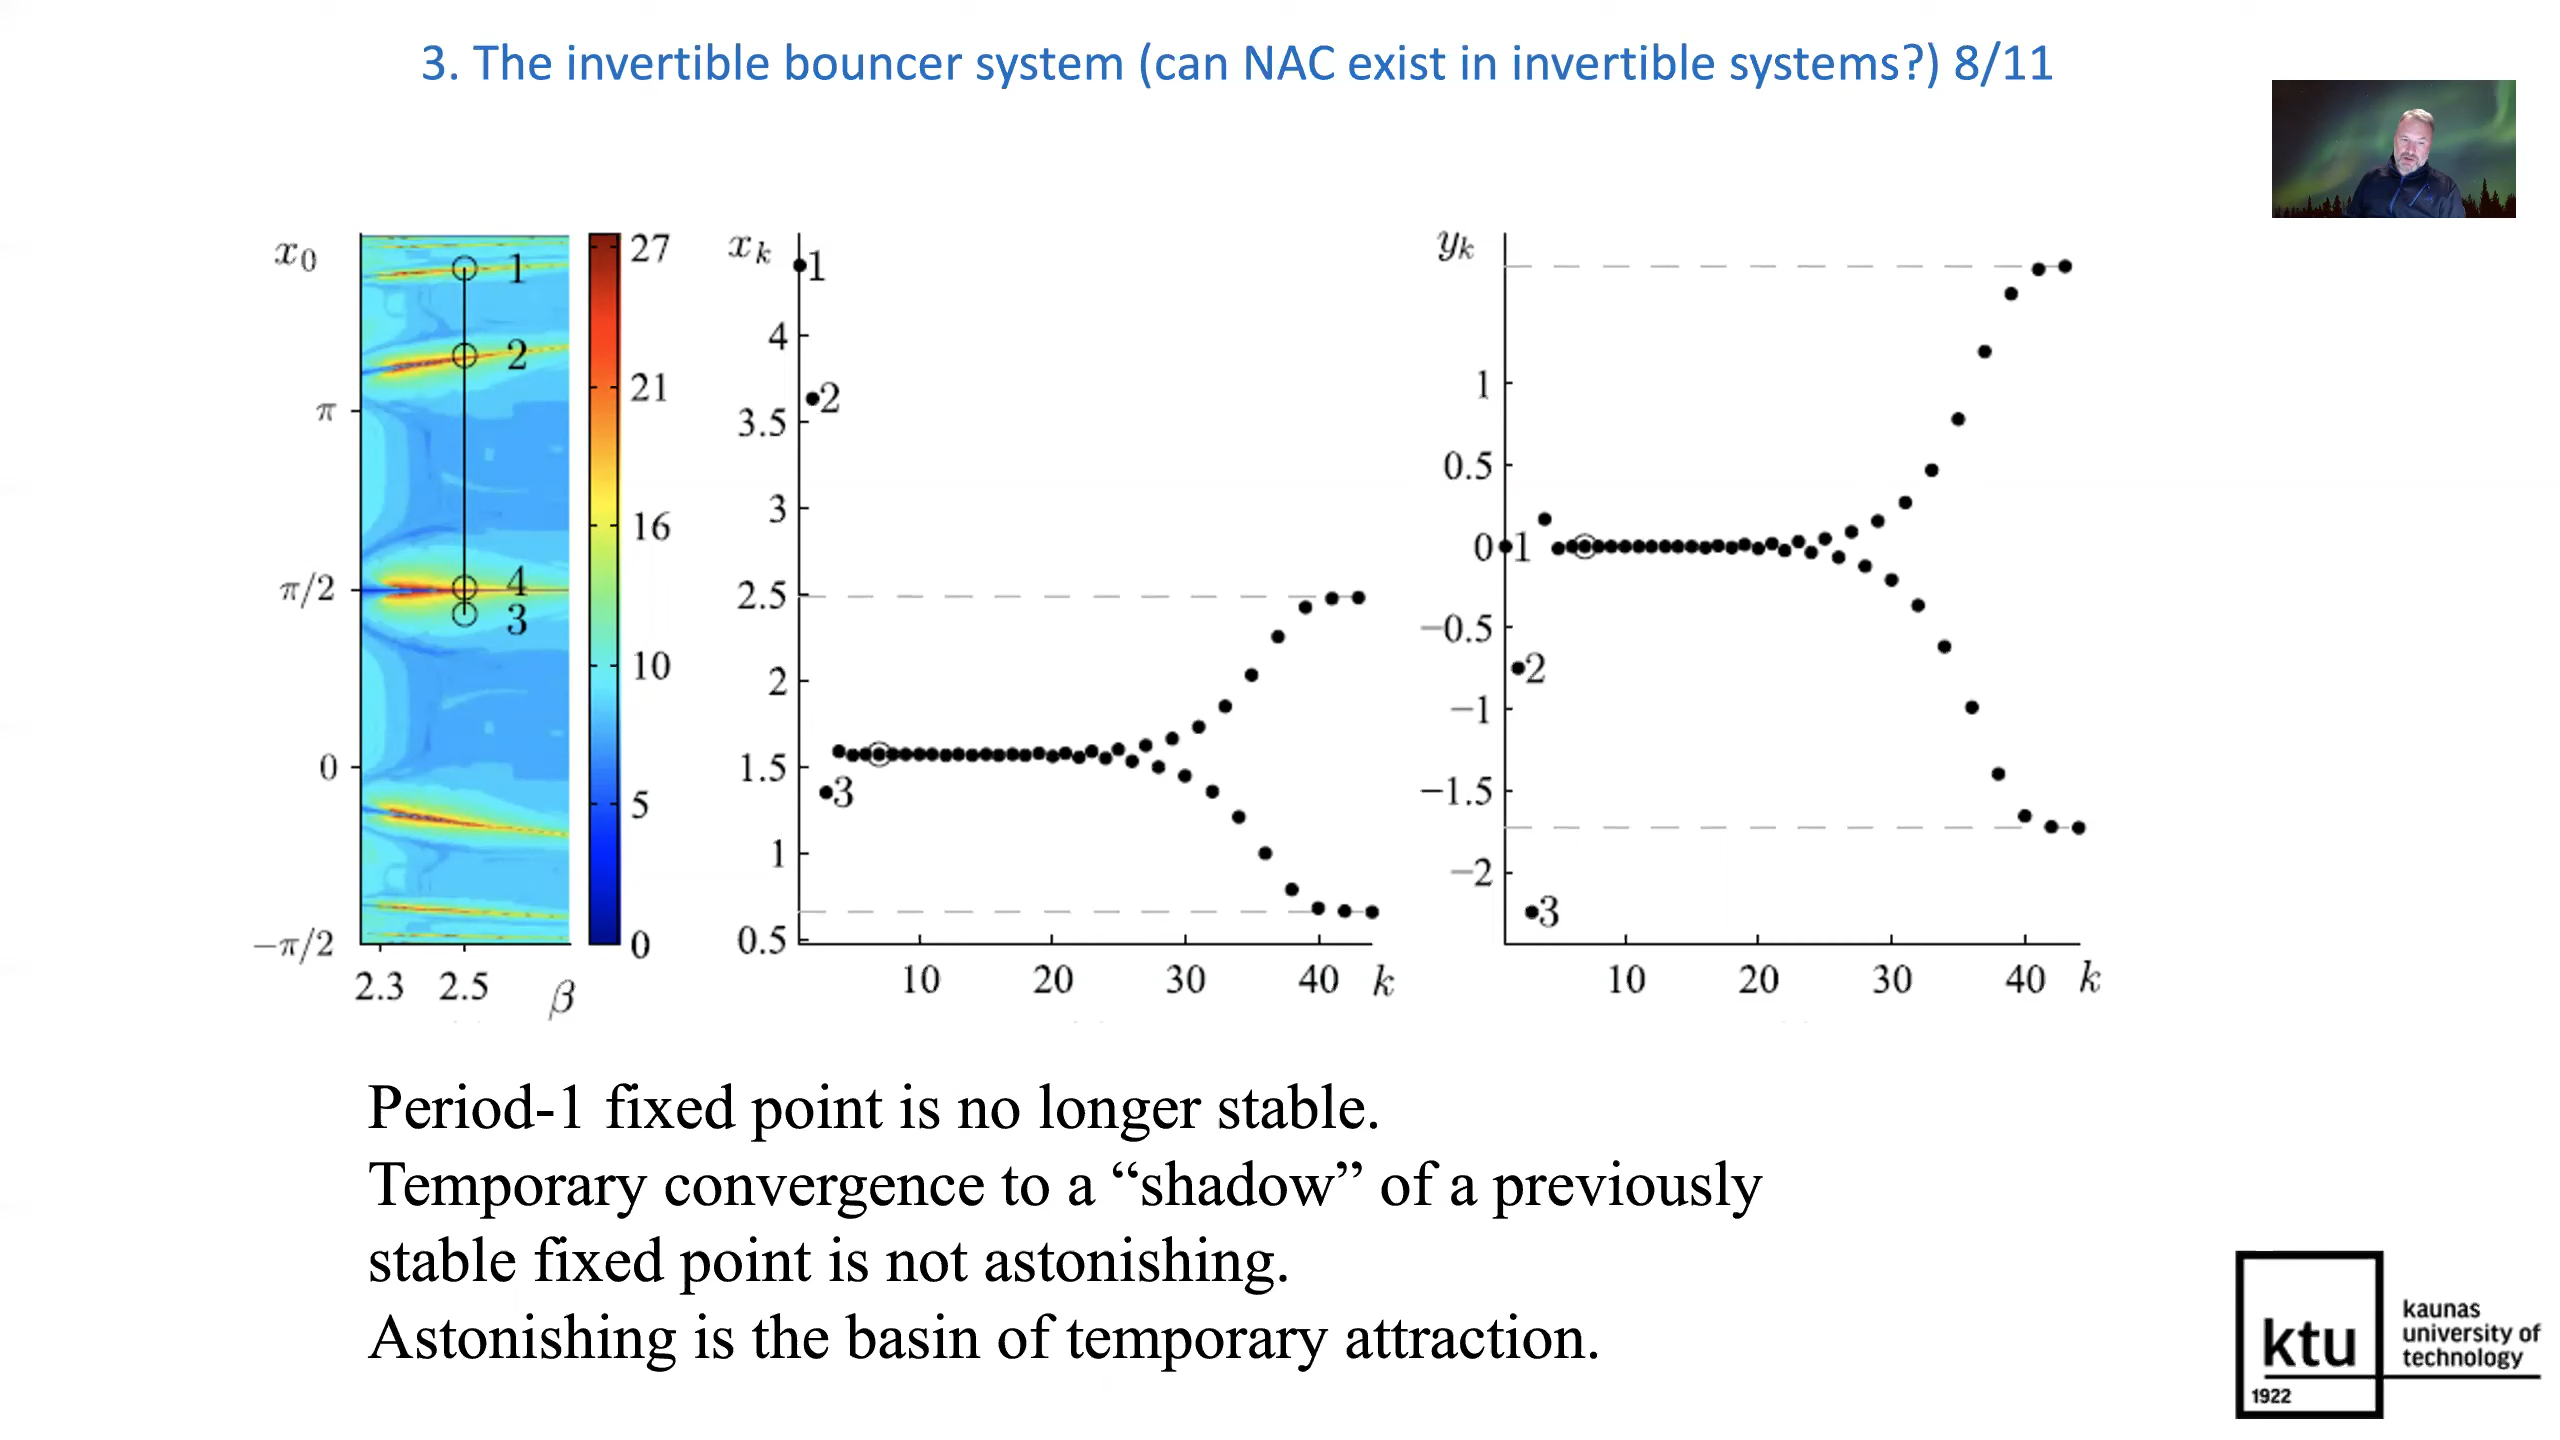 3. The invertible bouncer system (can NAC exist in invertible systems?) 8/11
x0
π
π/2
0
−π/2
2.3 2.5 β
1
2
4
3
27
21
16
10
5
0
xk
4
3.5
3
2.5
2
1.5
1
0.5
10 20 30 40 k
1
2
3
yk
1
0.5
0
−0.5
−1
−1.5
−2
10 20 30 40 k
1
2
3
Period-1 fixed point is no longer stable.
Temporary convergence to a “shadow” of a previously
stable fixed point is not astonishing.
Astonishing is the basin of temporary attraction.
ktu
1922
kaunas
university of
technology